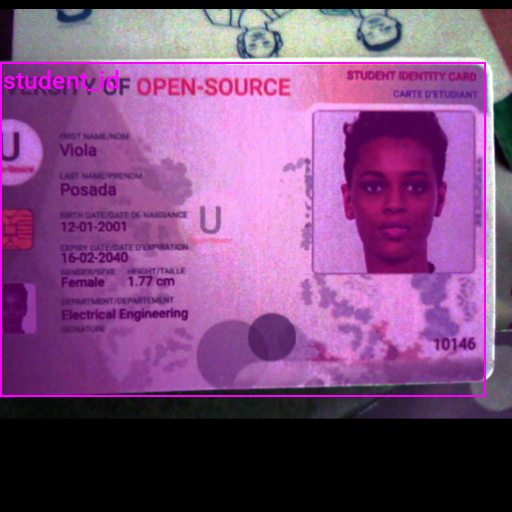 student_id
OF OPEN-SOURCE
STUDENT IDENTITY CARD
CARTE D'ETUDIANT
U
FIRST NAME/NOM
Viola
LAST NAME/PRENOM
Posada
BIRTH DATE/DATE DE NAISSANCE
12-01-2001
U
EXPIRY DATE/DATE D'EXPIRATION
16-02-2040
GENDER/SEXE HEIGHT/TAILLE
Female 1.77 cm
DEPARTMENT/DEPARTEMENT
Electrical Engineering
SIGNATURE
10146